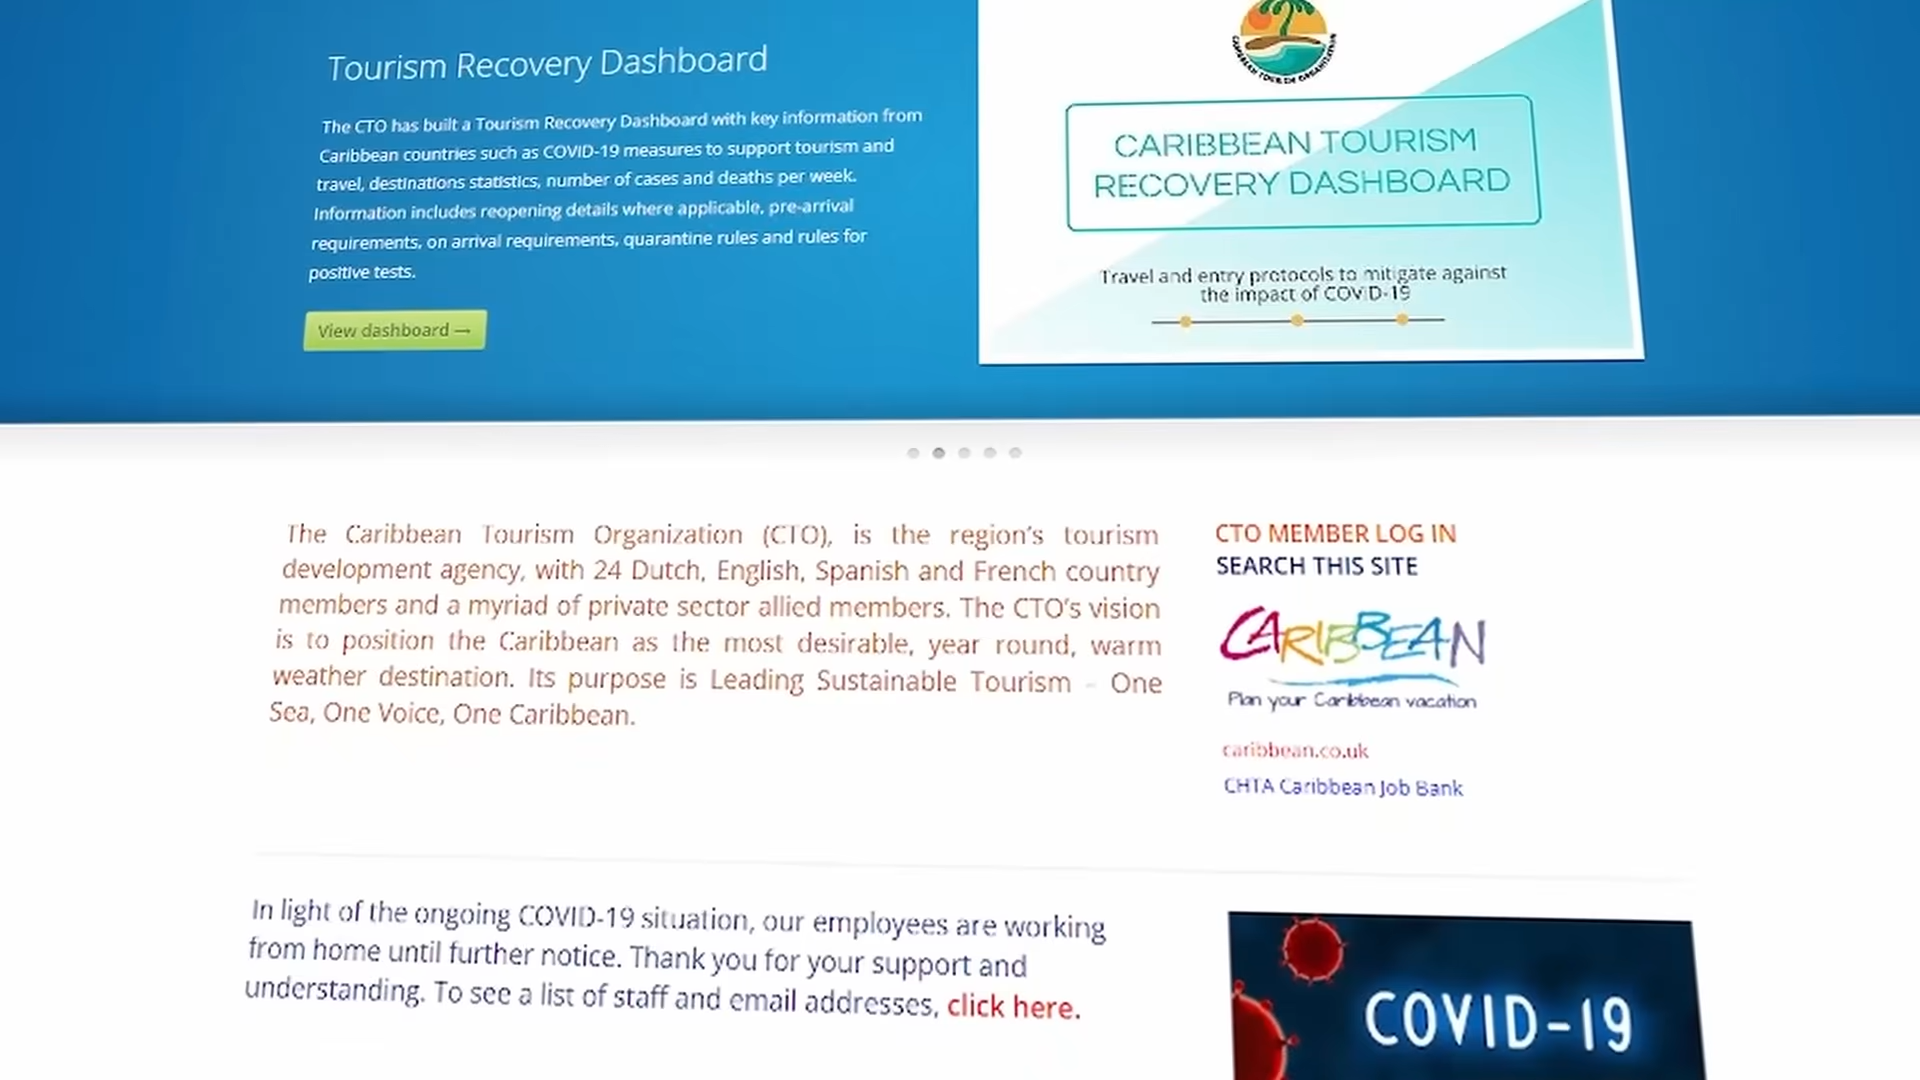 Tourism Recovery Dashboard
The CTO has built a Tourism Recovery Dashboard with key information from
Caribbean countries such as COVID-19 measures to support tourism and
travel, destinations statistics, number of cases and deaths per week.
Information includes reopening details where applicable, pre-arrival
requirements, on arrival requirements, quarantine rules and rules for
positive tests.
View dashboard →
CARIBBEAN TOURISM ORGANIZATION
CARIBBEAN TOURISM
RECOVERY DASHBOARD
Travel and entry protocols to mitigate against
the impact of COVID-19
The Caribbean Tourism Organization (CTO), is the region's tourism
development agency, with 24 Dutch, English, Spanish and French country
members and a myriad of private sector allied members. The CTO's vision
is to position the Caribbean as the most desirable, year round, warm
weather destination. Its purpose is Leading Sustainable Tourism – One
Sea, One Voice, One Caribbean.
CTO MEMBER LOG IN
SEARCH THIS SITE
CARIBBEAN
Plan your Caribbean vacation
caribbean.co.uk
CHTA Caribbean Job Bank
In light of the ongoing COVID-19 situation, our employees are working
from home until further notice. Thank you for your support and
understanding. To see a list of staff and email addresses, click here.
COVID-19